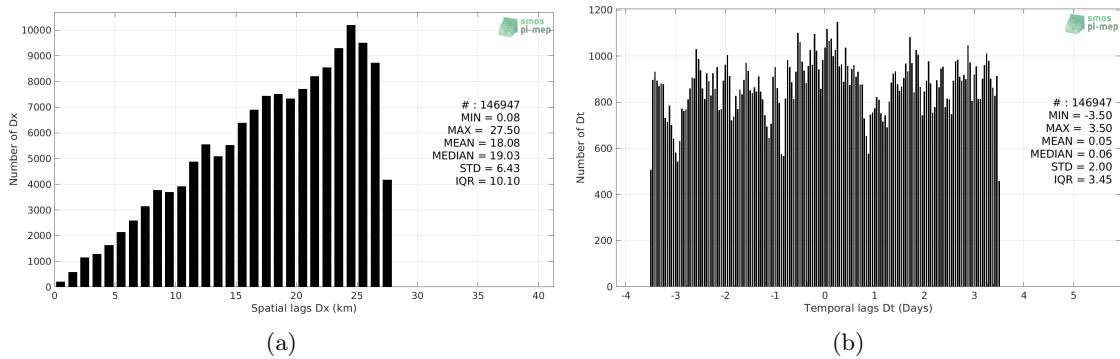 smos
pi-mep
Number of Dx
10000
9000
8000
7000
6000
5000
4000
3000
2000
1000
0
# : 146947
MIN = 0.08
MAX = 27.50
MEAN = 18.08
MEDIAN = 19.03
STD = 6.43
IQR = 10.10
0 5 10 15 20 25 30 35 40
Spatial lags Dx (km)
(a)
smos
pi-mep
Number of Dt
1200
1000
800
600
400
200
0
# : 146947
MIN = -3.50
MAX = 3.50
MEAN = 0.05
MEDIAN = 0.06
STD = 2.00
IQR = 3.45
-4 -3 -2 -1 0 1 2 3 4 5
Temporal lags Dt (Days)
(b)